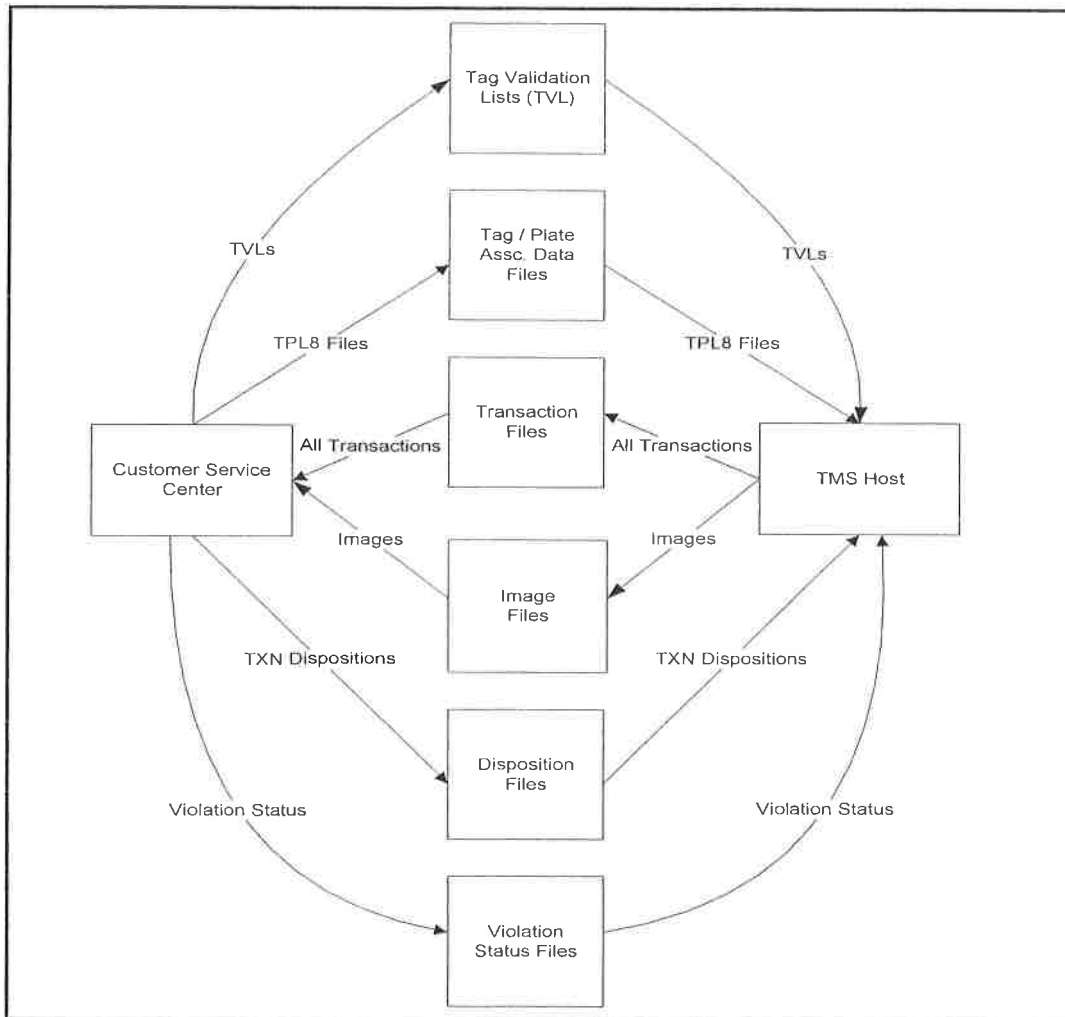 Tag Validation
Lists (TVL)
Tag / Plate
Assc. Data
Files
TVLs
TVLs
TPL8 Files
TPL8 Files
Transaction
Files
All Transactions
All Transactions
Customer Service
Center
TMS Host
Images
Images
Image
Files
TXN Dispositions
TXN Dispositions
Disposition
Files
Violation Status
Violation Status
Violation
Status Files